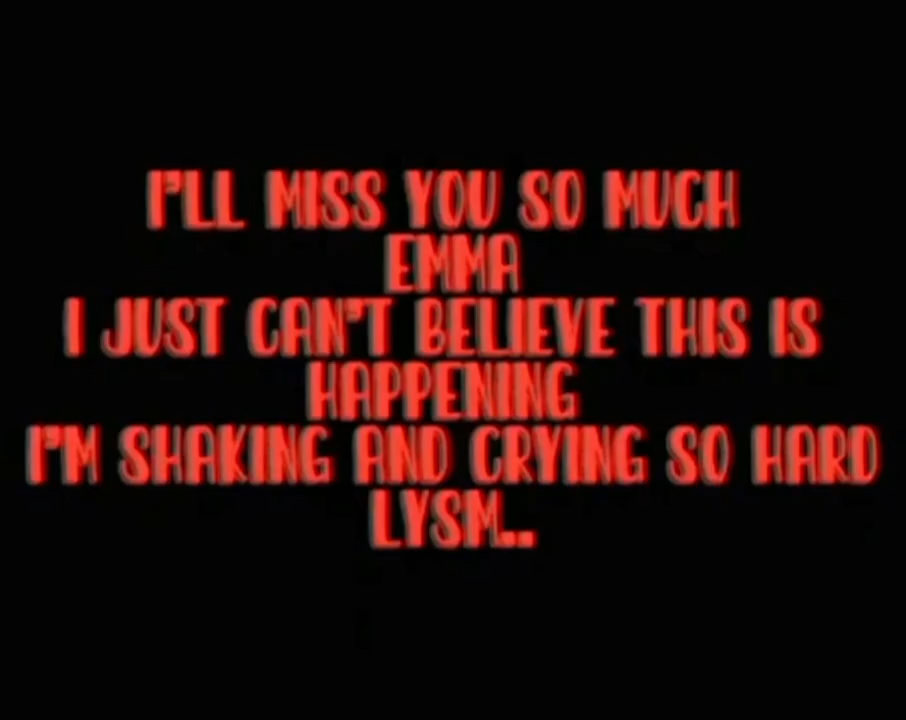 I'LL MISS YOU SO MUCH
EMMA
I JUST CAN'T BELIEVE THIS IS
HAPPENING
I'M SHAKING AND CRYING SO HARD
LYSM..